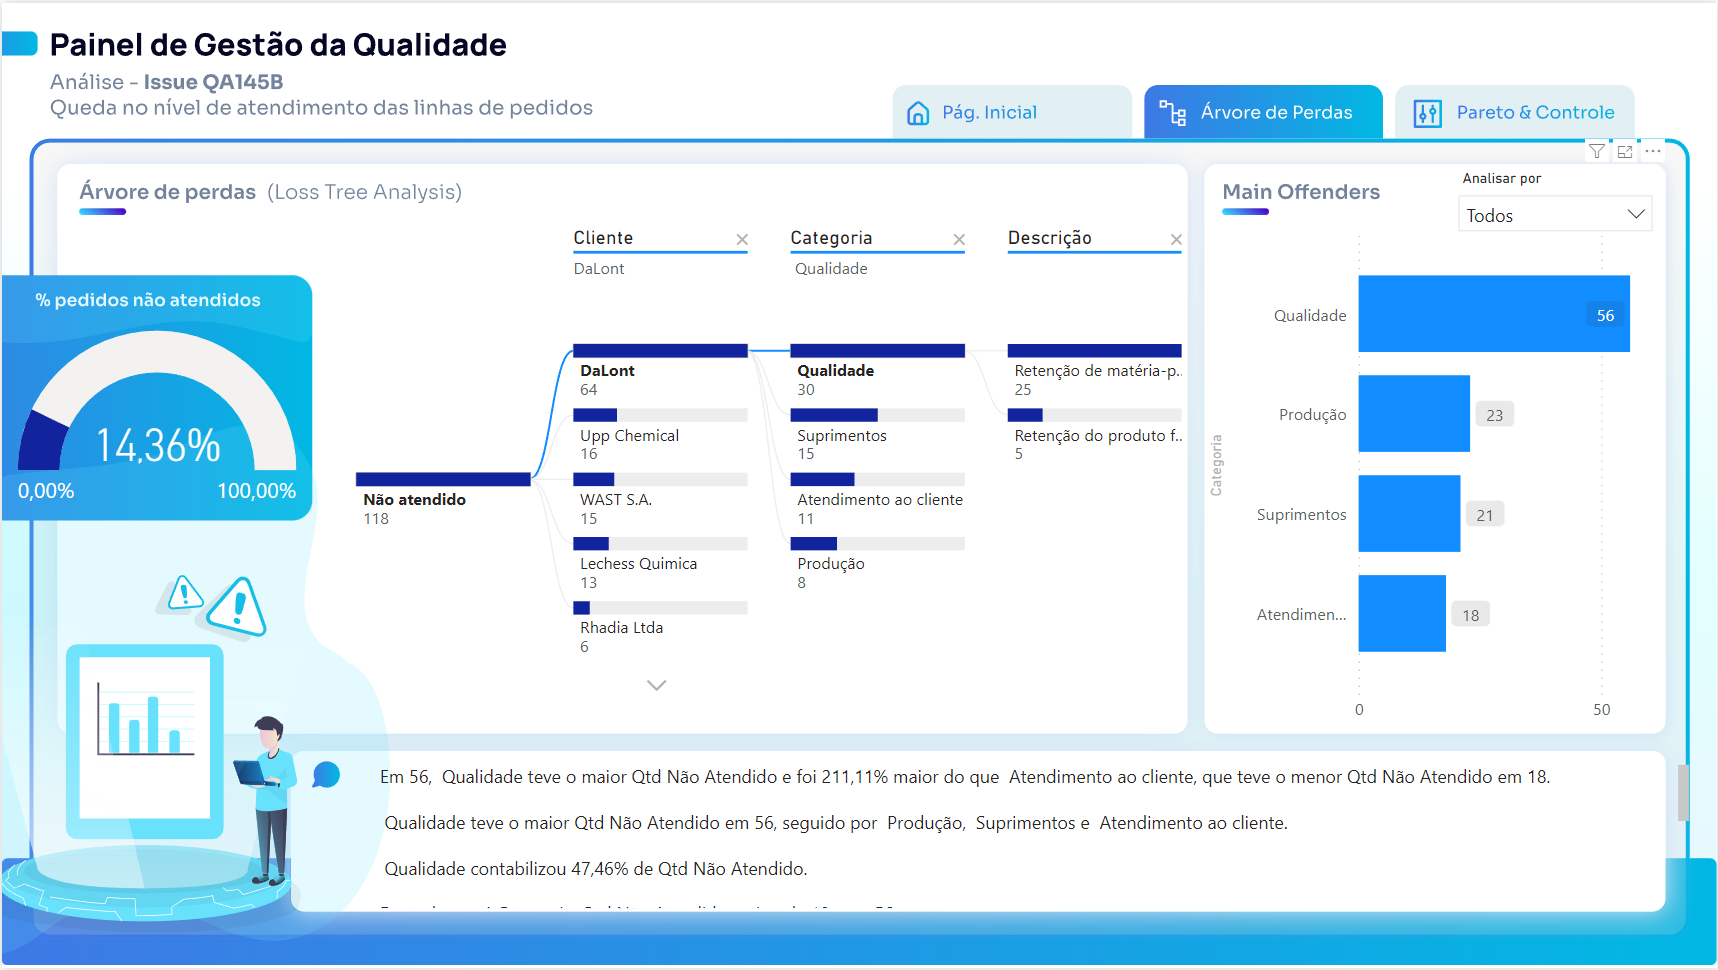 Painel de Gestão da Qualidade
Análise - Issue QA145B
Queda no nível de atendimento das linhas de pedidos
Pág. Inicial
Árvore de Perdas
Pareto & Controle
Árvore de perdas (Loss Tree Analysis)
Cliente
Categoria
Descrição
DaLont
Qualidade
% pedidos não atendidos
14,36%
0,00%
100,00%
Não atendido
118
DaLont
64
Upp Chemical
16
WAST S.A.
15
Lechess Quimica
13
Rhadia Ltda
6
Qualidade
30
Suprimentos
15
Atendimento ao cliente
11
Produção
8
Retenção de matéria-p..
25
Retenção do produto f..
5
Main Offenders
Analisar por
Todos
Categoria
Qualidade
56
Produção
23
Suprimentos
21
Atendimen...
18
0
50
Em 56, Qualidade teve o maior Qtd Não Atendido e foi 211,11% maior do que Atendimento ao cliente, que teve o menor Qtd Não Atendido em 18.
Qualidade teve o maior Qtd Não Atendido em 56, seguido por Produção, Suprimentos e Atendimento ao cliente.
Qualidade contabilizou 47,46% de Qtd Não Atendido.